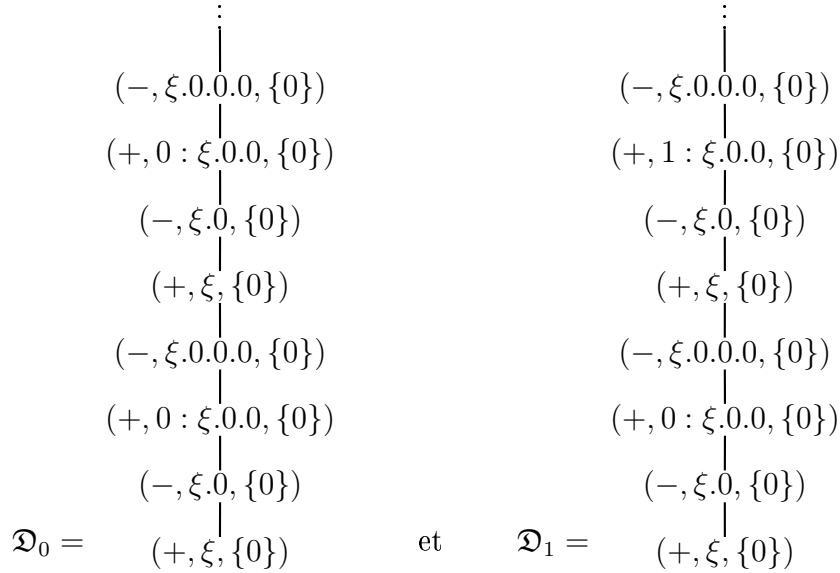 ⋮ ⋮
(−, ξ.0.0.0, {0}) (−, ξ.0.0.0, {0})
(+, 0 : ξ.0.0, {0}) (+, 1 : ξ.0.0, {0})
(−, ξ.0, {0}) (−, ξ.0, {0})
(+, ξ, {0}) (+, ξ, {0})
(−, ξ.0.0.0, {0}) (−, ξ.0.0.0, {0})
(+, 0 : ξ.0.0, {0}) (+, 0 : ξ.0.0, {0})
(−, ξ.0, {0}) (−, ξ.0, {0})
𝕯₀ = (+, ξ, {0}) et 𝕯₁ = (+, ξ, {0})